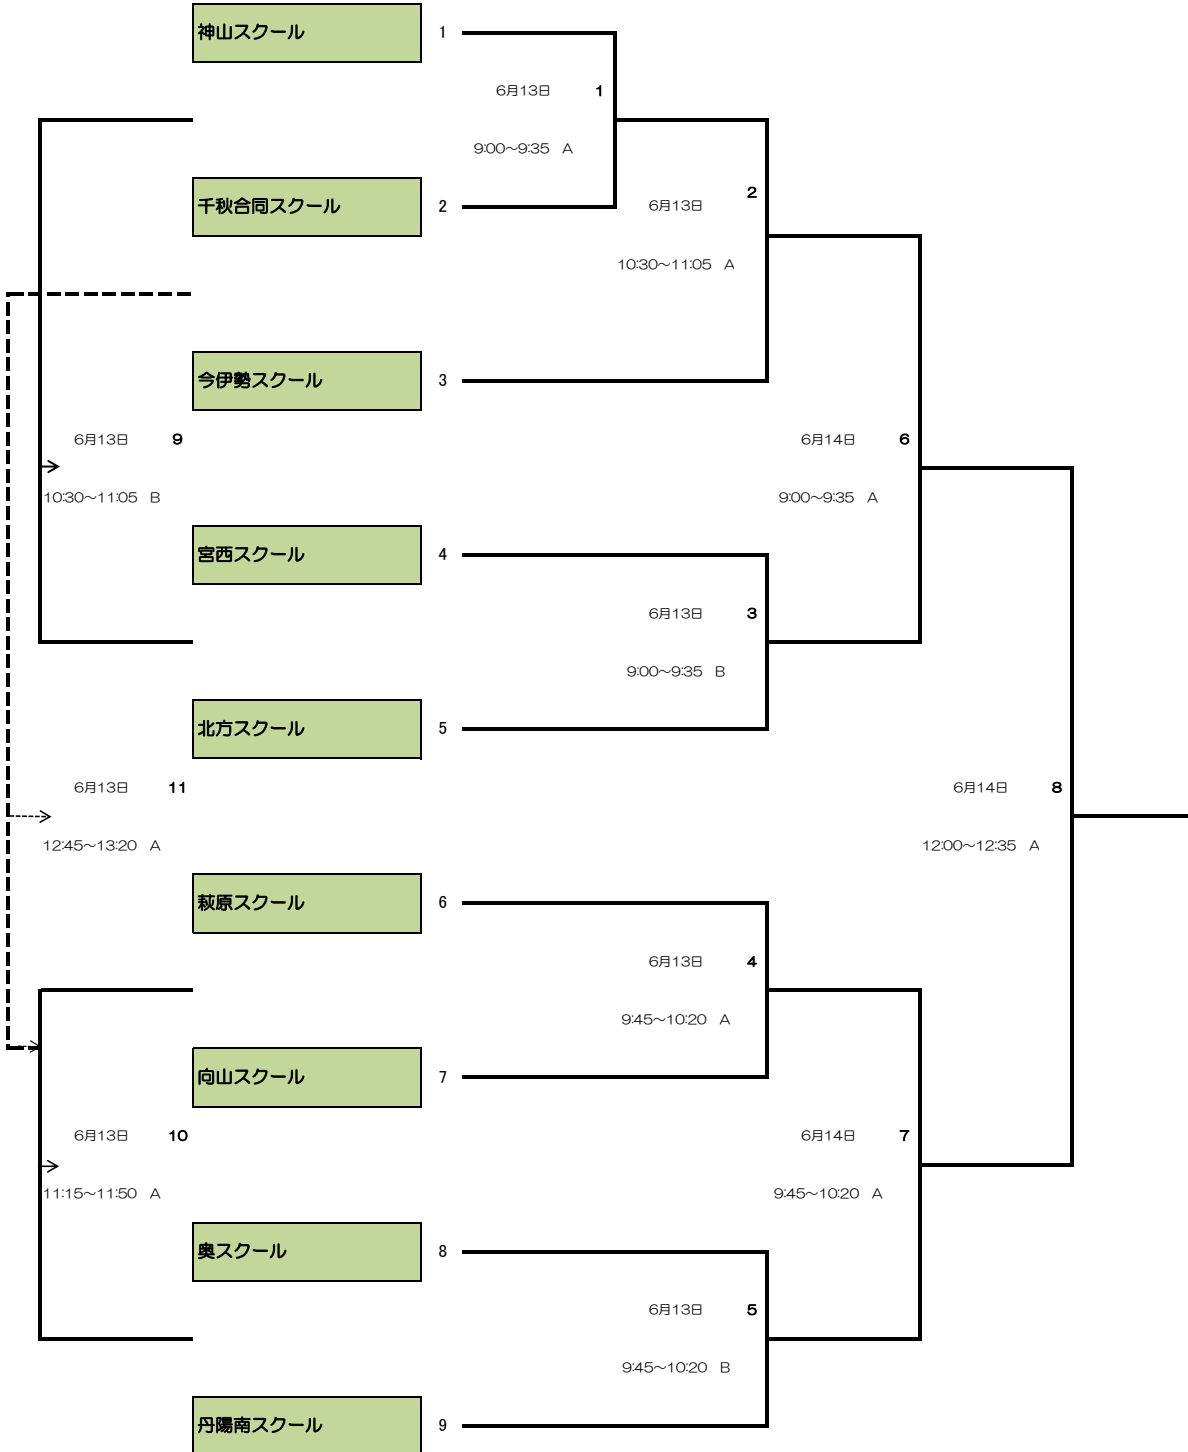 神山スクール 1
6月13日 1
9:00～9:35 A
千秋合同スクール 2
6月13日 2
10:30～11:05 A
今伊勢スクール 3
6月13日 9
6月14日 6
10:30～11:05 B
9:00～9:35 A
宮西スクール 4
6月13日 3
9:00～9:35 B
北方スクール 5
6月13日 11
6月14日 8
12:45～13:20 A
12:00～12:35 A
萩原スクール 6
6月13日 4
9:45～10:20 A
向山スクール 7
6月13日 10
6月14日 7
11:15～11:50 A
9:45～10:20 A
奥スクール 8
6月13日 5
9:45～10:20 B
丹陽南スクール 9